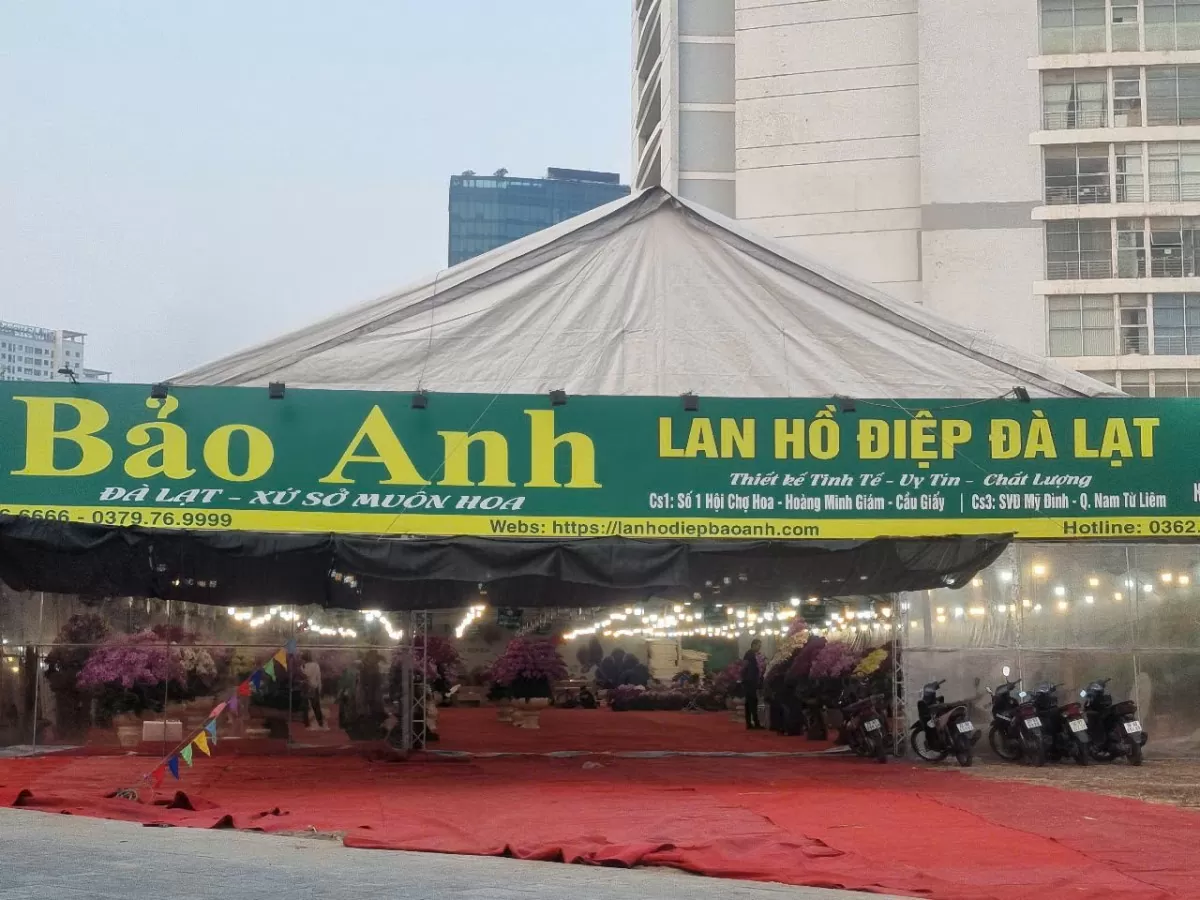 Bảo Anh
ĐÀ LẠT - XỨ SỞ MUÔN HOA
LAN HỒ ĐIỆP ĐÀ LẠT
Thiết kế Tinh Tế - Uy Tín - Chất Lượng
Cs1: Số 1 Hội Chợ Hoa - Hoàng Minh Giám - Cầu Giấy | Cs3: SVĐ Mỹ Đình - Q. Nam Từ Liêm
6666 - 0379.76.9999
Webs: https://lanhodiepbaoanh.com
Hotline: 0362